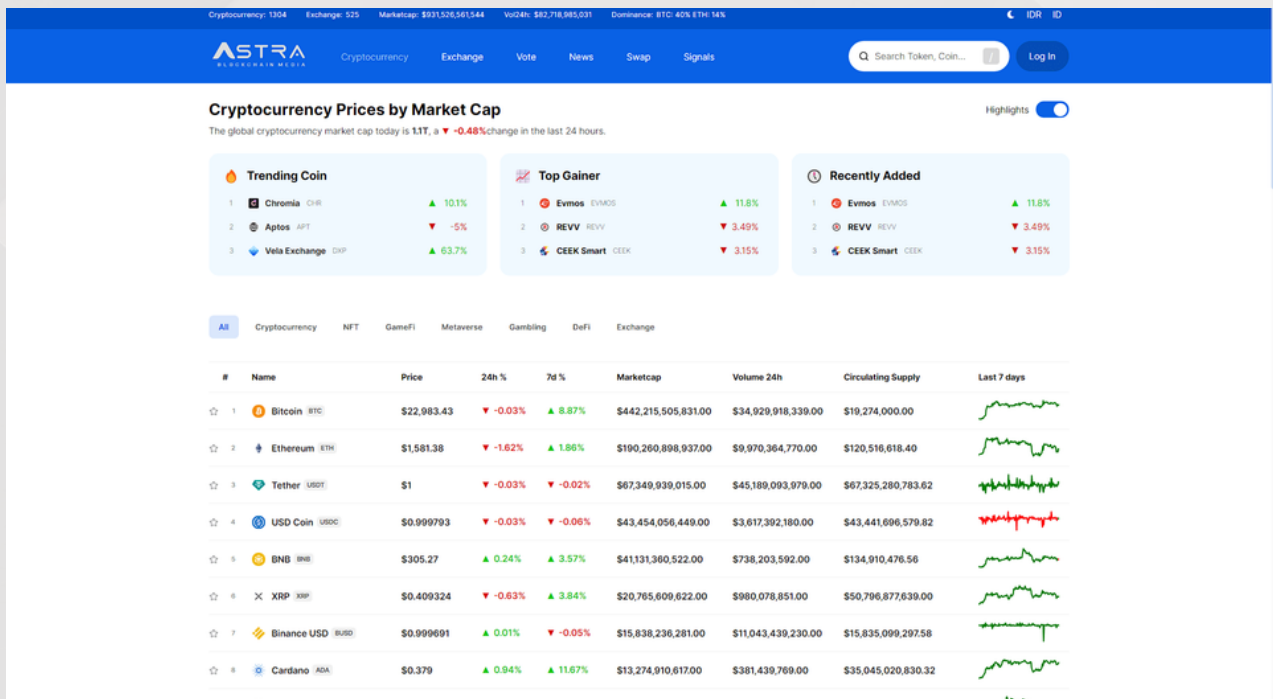 Cryptocurrency: 1304 Exchange: 525 Marketcap: $931,526,561,544 Vol24h: $82,718,985,031 Dominance: BTC: 40% ETH: 14% IDR ID
ASTRA Cryptocurrency Exchange Vote News Swap Signals Search Token, Coin... / Log In
BLOCKCHAIN MEDIA
Cryptocurrency Prices by Market Cap Highlights
The global cryptocurrency market cap today is 1.1T, a ▼ -0.48%change in the last 24 hours.
Trending Coin Top Gainer Recently Added
1 Chromia CHR ▲ 10.1% 1 Evmos EVMOS ▲ 11.8% 1 Evmos EVMOS ▲ 11.8%
2 Aptos APT ▼ -5% 2 REVV REVV ▼ 3.49% 2 REVV REVV ▼ 3.49%
3 Vela Exchange DXP ▲ 63.7% 3 CEEK Smart CEEK ▼ 3.15% 3 CEEK Smart CEEK ▼ 3.15%
All Cryptocurrency NFT GameFi Metaverse Gambling DeFi Exchange
# Name Price 24h % 7d % Marketcap Volume 24h Circulating Supply Last 7 days
1 Bitcoin BTC $22,983.43 ▼ -0.03% ▲ 8.87% $442,215,505,831.00 $34,929,918,339.00 $19,274,000.00
2 Ethereum ETH $1,581.38 ▼ -1.62% ▲ 1.86% $190,260,898,937.00 $9,970,364,770.00 $120,516,618.40
3 Tether USDT $1 ▼ -0.03% ▼ -0.02% $67,349,939,015.00 $45,189,093,979.00 $67,325,280,783.62
4 USD Coin USDC $0.999793 ▼ -0.03% ▼ -0.06% $43,454,056,449.00 $3,617,392,180.00 $43,441,696,579.82
5 BNB BNB $305.27 ▲ 0.24% ▲ 3.57% $41,131,360,522.00 $738,203,592.00 $134,910,476.56
6 XRP XRP $0.409324 ▼ -0.63% ▲ 3.84% $20,765,609,622.00 $980,078,851.00 $50,796,877,639.00
7 Binance USD BUSD $0.999691 ▲ 0.01% ▼ -0.05% $15,838,236,281.00 $11,043,439,230.00 $15,835,099,297.58
8 Cardano ADA $0.379 ▲ 0.94% ▲ 11.67% $13,274,910,617.00 $381,439,769.00 $35,045,020,830.32